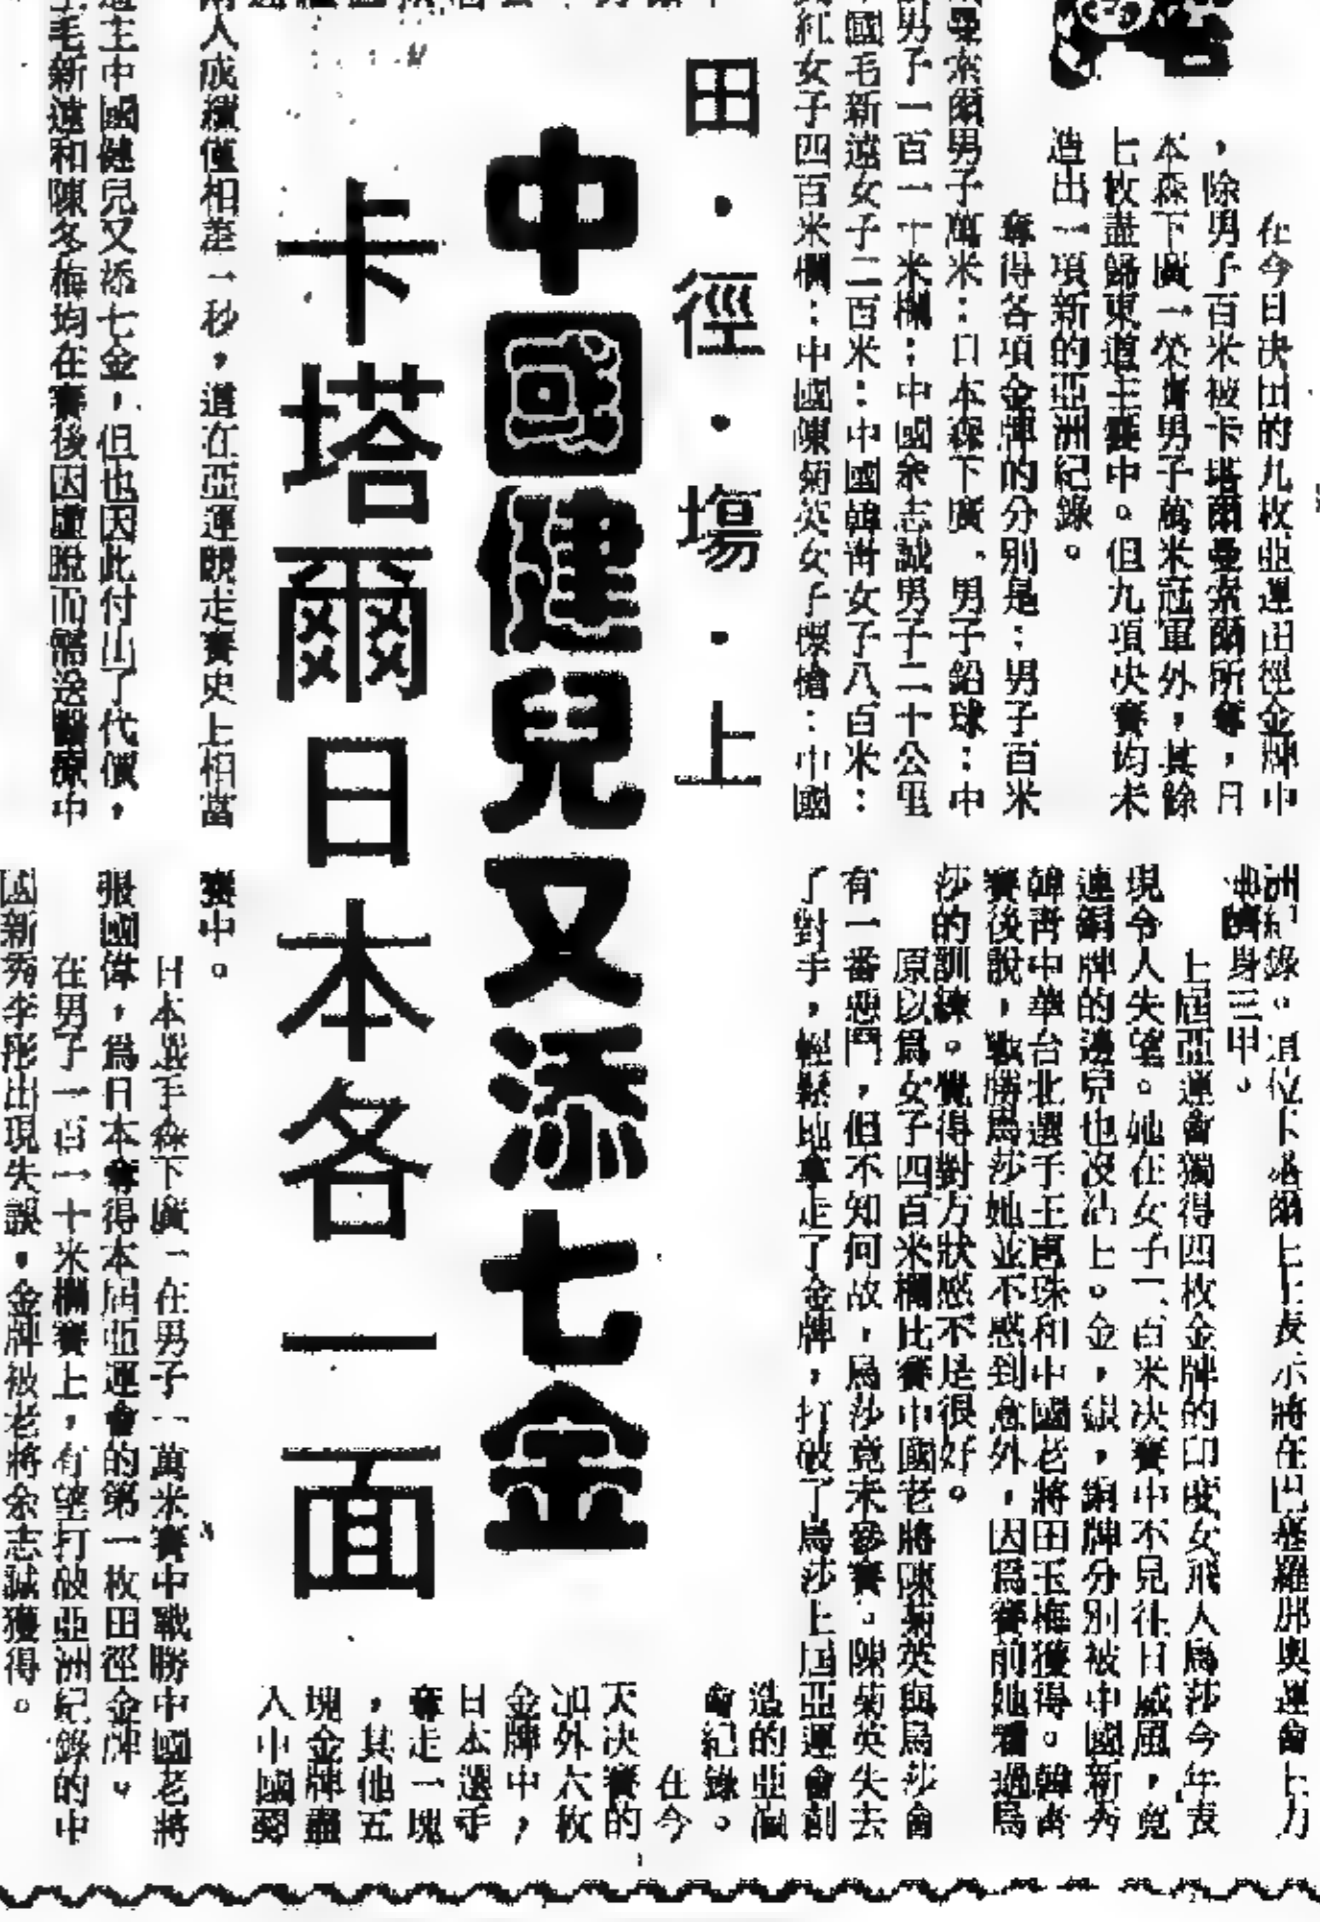 田·徑·場·上
中國健兒又添七金
卡塔爾日本各一面
在今日決出的九枚亞運田徑金牌中
，除男子百米被卡塔爾曼索爾所奪，日
本森下廣一榮膺男子萬米冠軍外，其餘
七枚盡歸東道主囊中。但九項決賽均未
造出一項新的亞洲紀錄。
奪得各項金牌的分別是：男子百米
曼索爾男子萬米：日本森下廣、男子鉛球：中
男子一百一十米欄：中國余志誠男子二十公里
國毛新遠女子二百米：中國韓青女子八百米：
紅女子四百米欄：中國陳菊英女子標槍：中國
洲紀錄。這位卡塔爾上士表示將在巴塞羅那奧運會上力
躋身三甲。
上屆亞運會獨得四枚金牌的印度女飛人烏莎今年表
現令人失望。她在女子二百米決賽中不見往日威風，竟
連銅牌的邊兒也沒沾上。金，銀，銅牌分別被中國新秀
韓青中華台北選手王惠珠和中國老將田玉梅獲得。韓青
賽後說，戰勝烏莎她並不感到意外，因爲賽前她看過烏
莎的訓練。覺得對方狀感不是很好。
原以爲女子四百米欄比賽中國老將陳菊英與烏莎會
有一番惡鬥，但不知何故，烏莎竟未參賽。陳菊英失去
了對手，輕鬆地拿走了金牌，打破了烏莎上屆亞運會創
造的亞運
會紀錄。
在今
天決賽的
加外六枚
金牌中，
日本選手
奪走一塊
，其他五
塊金牌盡
入中國
人成績僅相差一秒，這在亞運競走賽史上相當
主中國健兒又添七金，但也因此付出了代價，
毛新遠和陳冬梅均在賽後因虛脫而需送醫療中
賽中。
日本選手森下廣一在男子一萬米賽中戰勝中國老將
張國偉，爲日本奪得本屆亞運會的第一枚田徑金牌。
在男子一百一十米欄賽上，有望打破亞洲紀錄的中
國新秀李彤出現失誤，金牌被老將余志誠獲得。